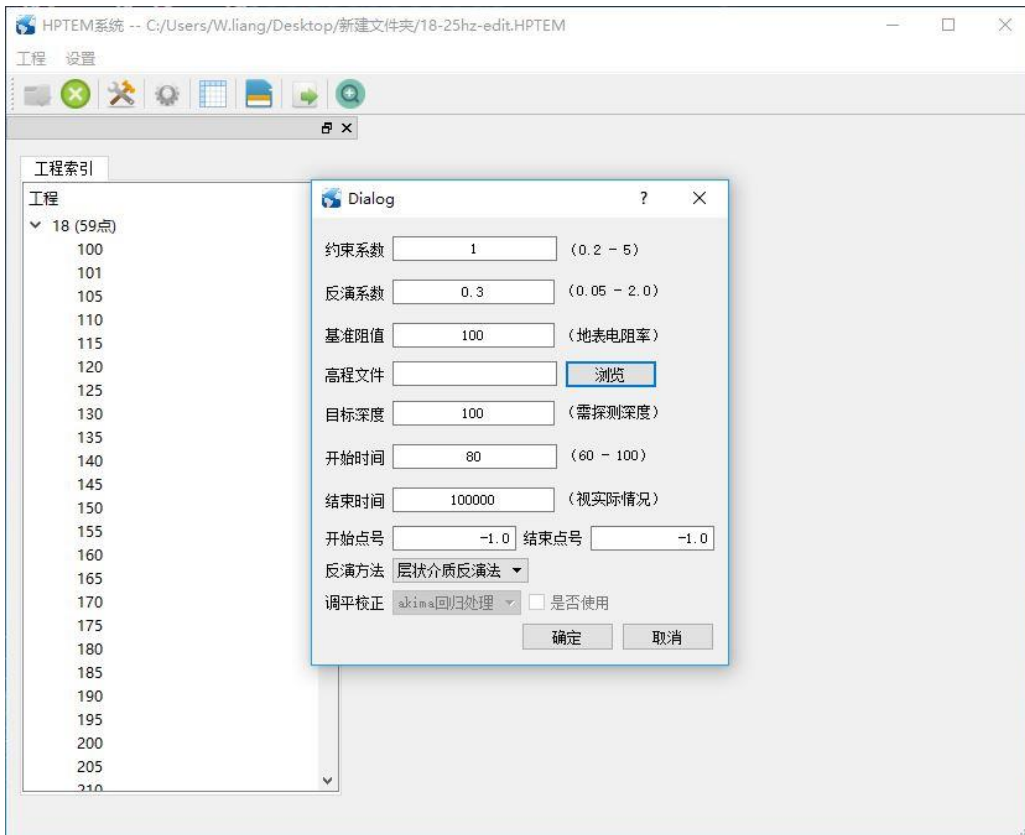 HPTEM系统 -- C:/Users/W.liang/Desktop/新建文件夹/18-25hz-edit.HPTEM
工程 设置
工程索引
工程
18 (59点)
100
101
105
110
115
120
125
130
135
140
145
150
155
160
165
170
175
180
185
190
195
200
205
210
Dialog ?
约束系数 1 (0.2 - 5)
反演系数 0.3 (0.05 - 2.0)
基准阻值 100 (地表电阻率)
高程文件 浏览
目标深度 100 (需探测深度)
开始时间 80 (60 - 100)
结束时间 100000 (视实际情况)
开始点号 -1.0 结束点号 -1.0
反演方法 层状介质反演法
调平校正 akima回归处理 是否使用
确定 取消